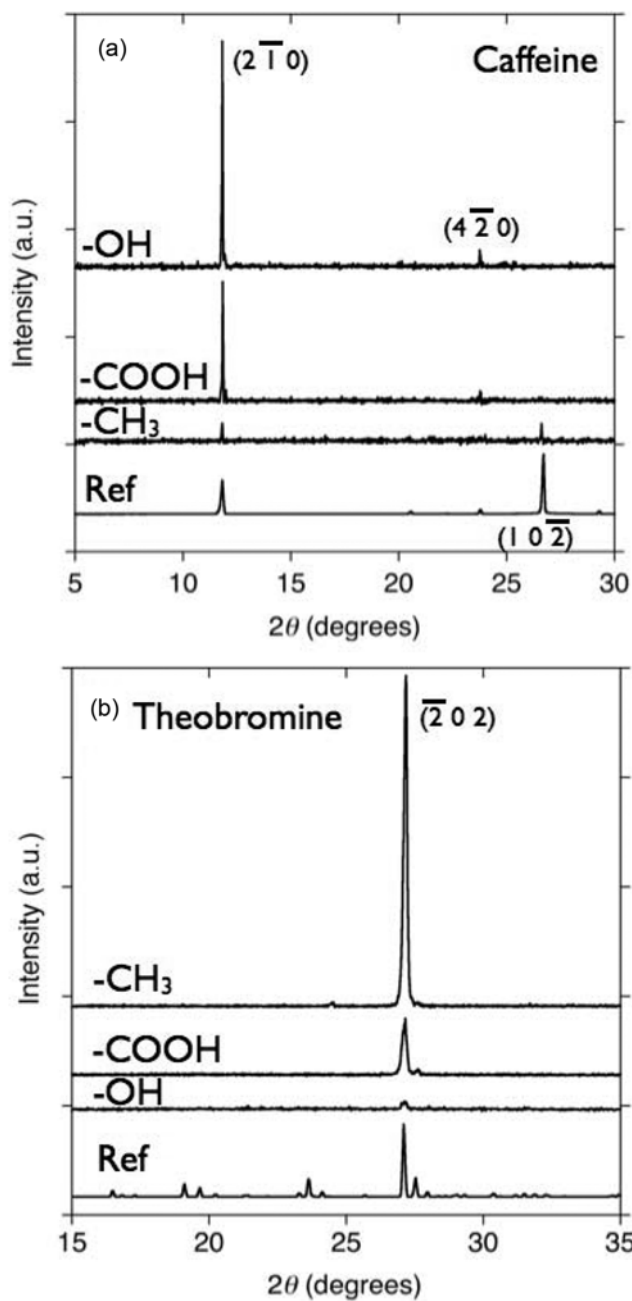 (a)
(2 1̅ 0)
Caffeine
Intensity (a.u.)
-OH
(4 2̅ 0)
-COOH
-CH₃
Ref
(1 0 2̅)
5 10 15 20 25 30
2θ (degrees)
(b) Theobromine
(2̅ 0 2)
Intensity (a.u.)
-CH₃
-COOH
-OH
Ref
15 20 25 30 35
2θ (degrees)